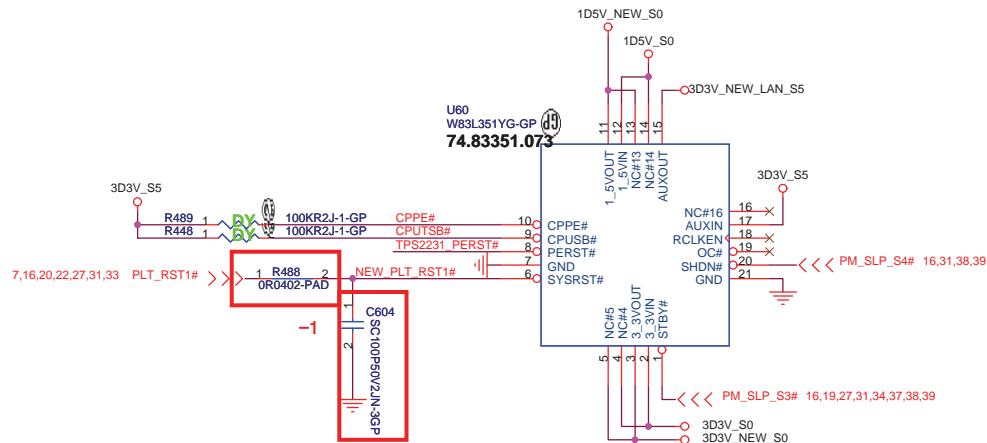 1D5V_NEW_S0
1D5V_S0
3D3V_NEW_LAN_S5
U60
W83L351YG-GP
74.83351.073
GP
11
12
13
14
15
1_5VOUT
1_5VIN
NC#13
NC#14
AUXOUT
3D3V_S5
3D3V_S5
R489 1 DY 100KR2J-1-GP CPPE# 10 CPPE#
R448 1 DY 100KR2J-1-GP CPUTSB# 9 CPUSB#
TPS2231_PERST# 8 PERST#
7 GND
7,16,20,22,27,31,33 PLT_RST1# 1 R488 2 NEW_PLT_RST1# 6 SYSRST#
0R0402-PAD
NC#16 16
AUXIN 17
RCLKEN 18
OC# 19
SHDN# 20 PM_SLP_S4# 16,31,38,39
GND 21
-1
1
2
C604
SC100P50V2JN-3GP
NC#5
NC#4
3_3VOUT
3_3VIN
STBY#
5
4
3
2
1
PM_SLP_S3# 16,19,27,31,34,37,38,39
3D3V_S0
3D3V_NEW_S0